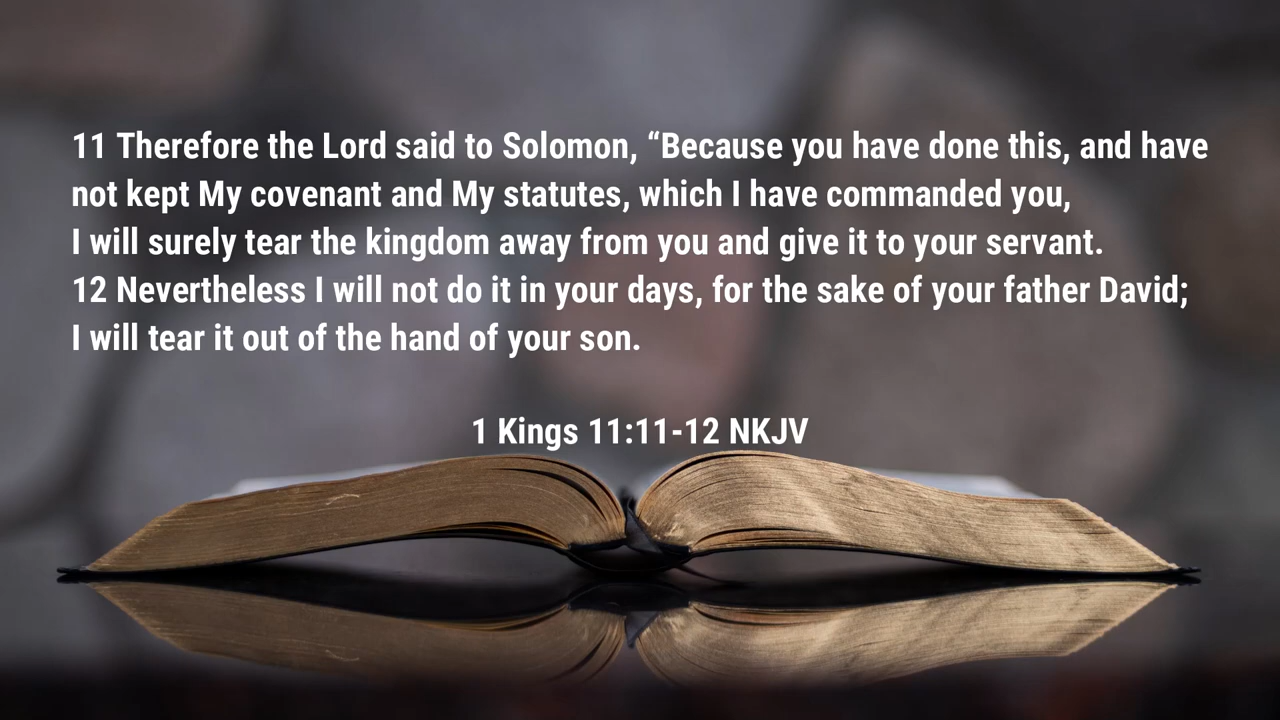 11 Therefore the Lord said to Solomon, “Because you have done this, and have
not kept My covenant and My statutes, which I have commanded you,
I will surely tear the kingdom away from you and give it to your servant.
12 Nevertheless I will not do it in your days, for the sake of your father David;
I will tear it out of the hand of your son.
1 Kings 11:11-12 NKJV